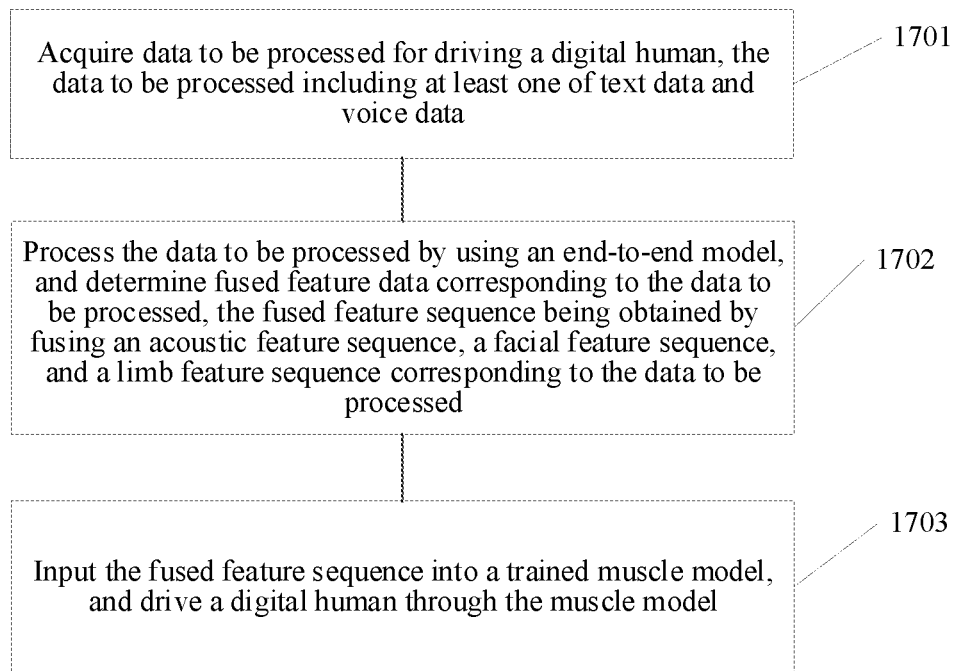 Acquire data to be processed for driving a digital human, the
data to be processed including at least one of text data and
voice data
1701
Process the data to be processed by using an end-to-end model,
and determine fused feature data corresponding to the data to
be processed, the fused feature sequence being obtained by
fusing an acoustic feature sequence, a facial feature sequence,
and a limb feature sequence corresponding to the data to be
processed
1702
Input the fused feature sequence into a trained muscle model,
and drive a digital human through the muscle model
1703